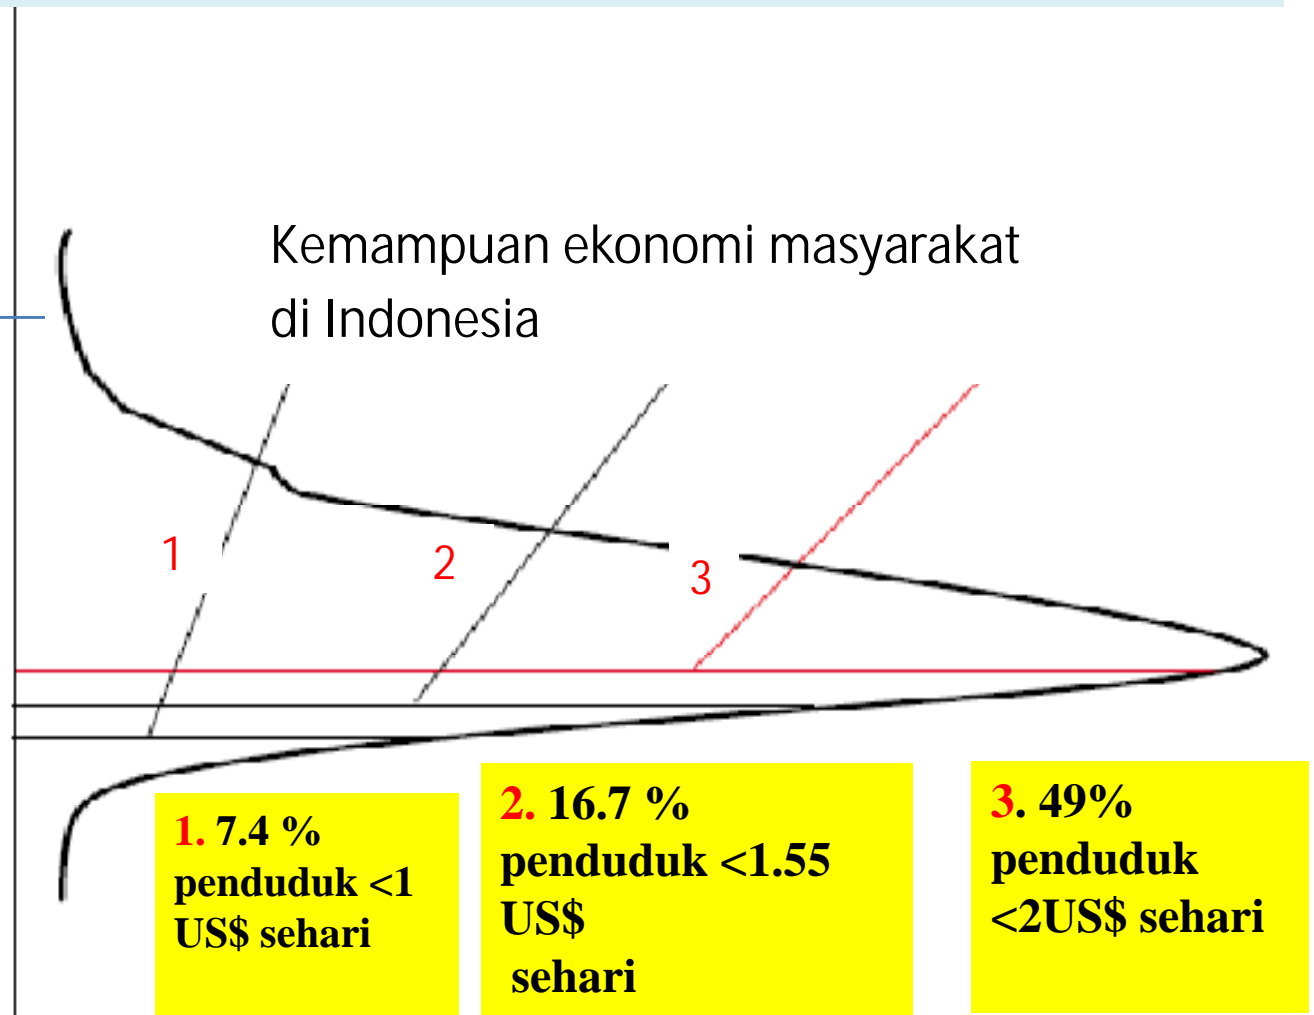 Kemampuan ekonomi masyarakat
di Indonesia
1
2
3
1. 7.4 %
penduduk <1
US$ sehari
2. 16.7 %
penduduk <1.55
US$
sehari
3. 49%
penduduk
<2US$ sehari